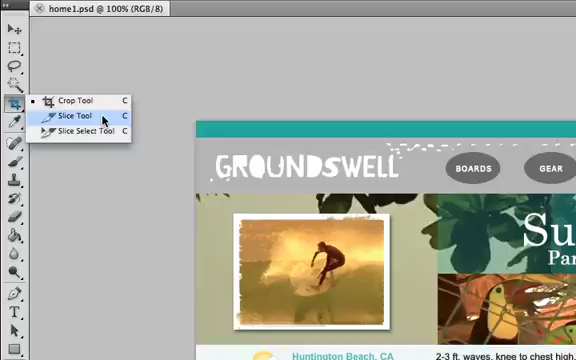 home1.psd @ 100% (RGB/8)
Crop Tool C
Slice Tool C
Slice Select Tool C
GROUNDSWELL
BOARDS
GEAR
Su
Par
Huntington Beach, CA
2-3 ft. waves, knee to chest high,